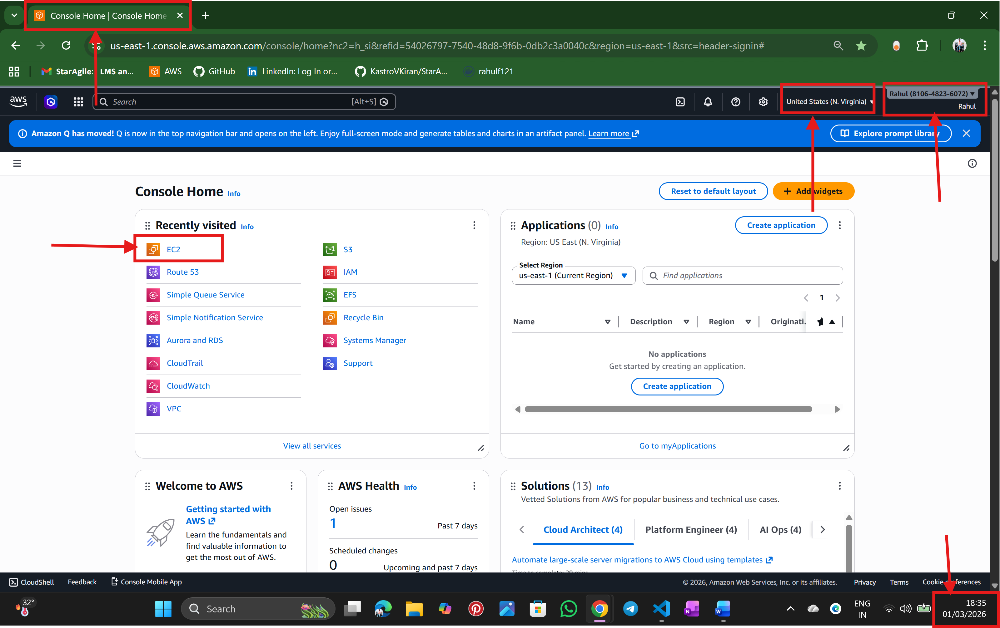 Console Home | Console Home
us-east-1.console.aws.amazon.com/console/home?nc2=h_si&refid=54026797-7540-48d8-9f6b-0db2c3a0040c&region=us-east-1&src=header-signin#
StarAgile: LMS an...
AWS
GitHub
LinkedIn: Log In or...
KastroVKiran/StarA...
rahulf121
aws
Search
[Alt+S]
United States (N. Virginia)
Rahul (8106-4823-6072)
Rahul
Amazon Q has moved! Q is now in the top navigation bar and opens on the left. Enjoy full-screen mode and generate tables and charts in an artifact panel. Learn more
Explore prompt library
Console Home Info
Reset to default layout
+ Add widgets
Recently visited Info
EC2
Route 53
Simple Queue Service
Simple Notification Service
Aurora and RDS
CloudTrail
CloudWatch
VPC
S3
IAM
EFS
Recycle Bin
Systems Manager
Support
View all services
Applications (0) Info
Create application
Region: US East (N. Virginia)
Select Region
us-east-1 (Current Region)
Find applications
1
Name
Description
Region
Originati.
No applications
Get started by creating an application.
Create application
Go to myApplications
Welcome to AWS
Getting started with
AWS
Learn the fundamentals and
find valuable information to
get the most out of AWS.
AWS Health Info
Open issues
1
Past 7 days
Scheduled changes
0
Upcoming and past 7 days
Solutions (13) Info
Vetted Solutions from AWS for popular business and technical use cases.
Cloud Architect (4)
Platform Engineer (4)
AI Ops (4)
Automate large-scale server migrations to AWS Cloud using templates
Time to complete: 30 mins
CloudShell
Feedback
Console Mobile App
© 2026, Amazon Web Services, Inc. or its affiliates.
Privacy
Terms
Cookie preferences
32°
Search
ENG
IN
18:35
01/03/2026